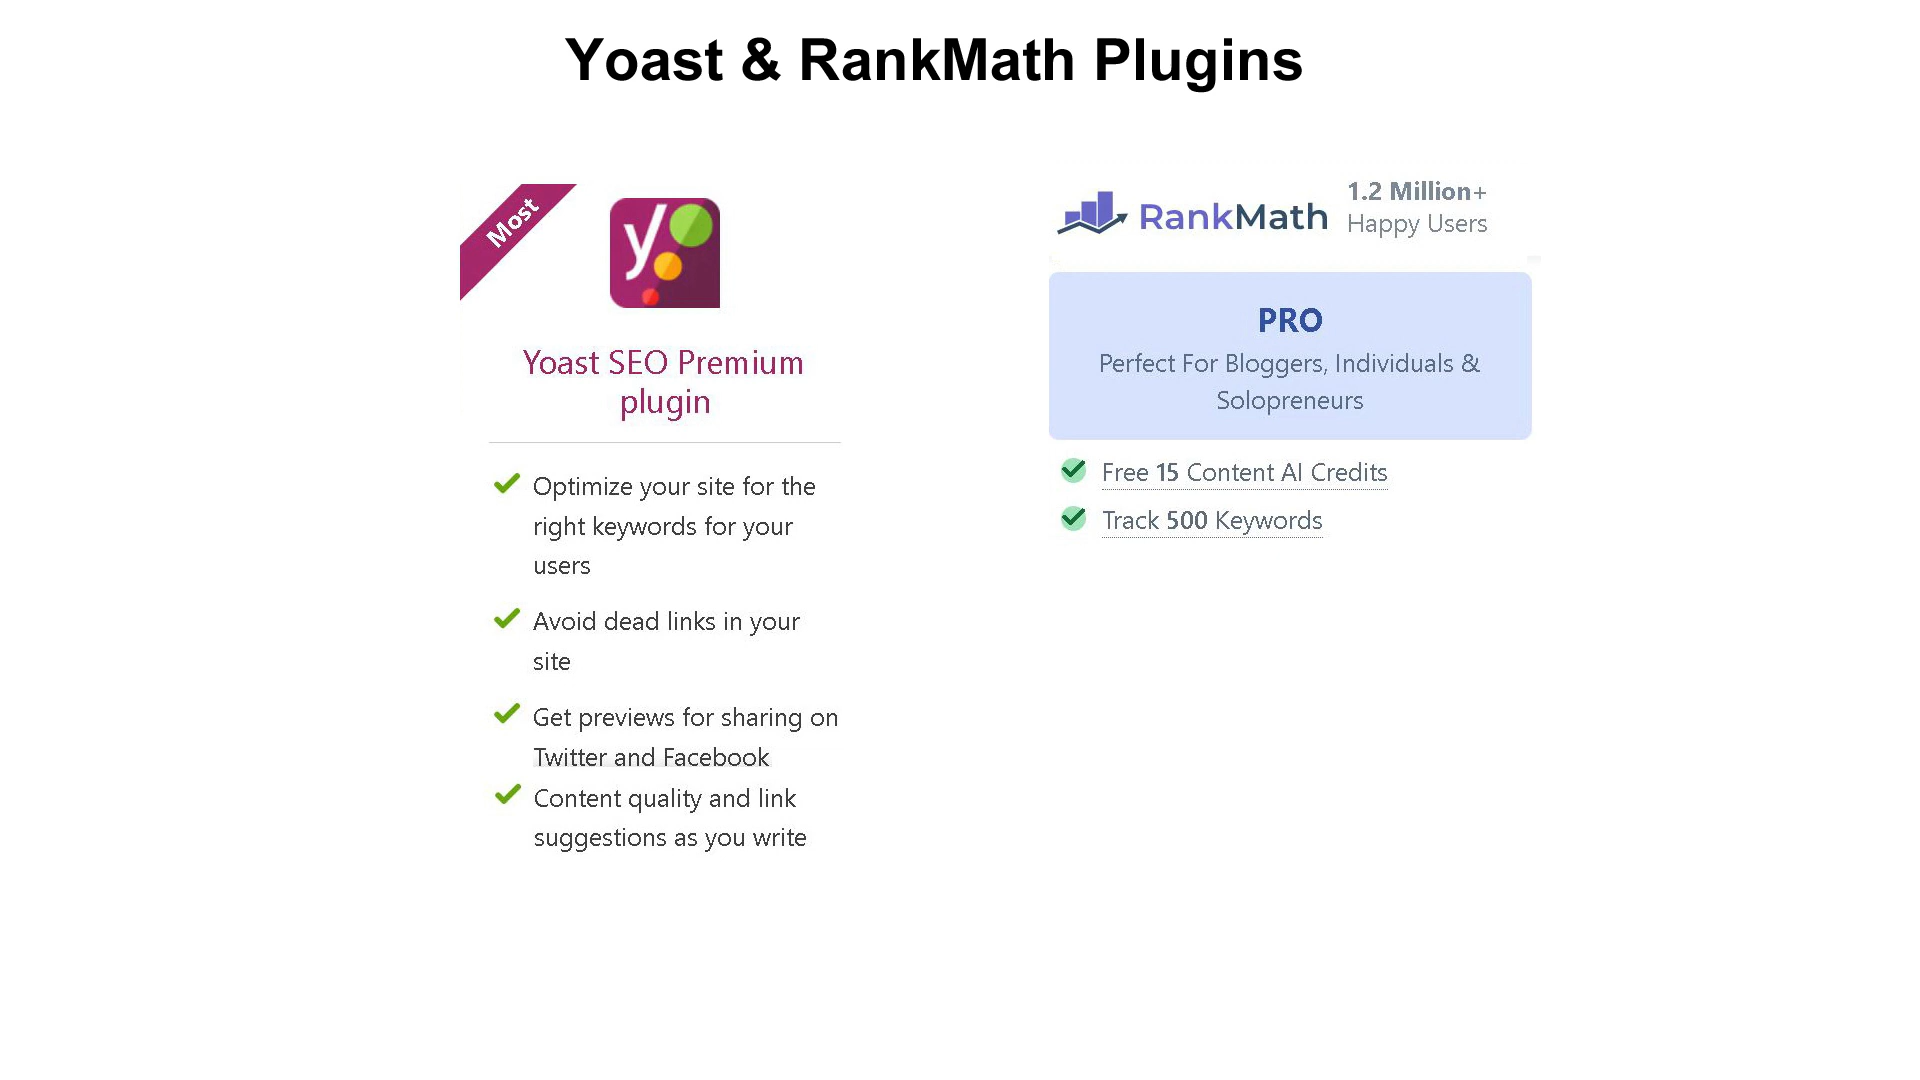 Yoast & RankMath Plugins
Most
y
Yoast SEO Premium
plugin
Optimize your site for the
right keywords for your
users
Avoid dead links in your
site
Get previews for sharing on
Twitter and Facebook
Content quality and link
suggestions as you write
RankMath
1.2 Million+
Happy Users
PRO
Perfect For Bloggers, Individuals &
Solopreneurs
Free 15 Content AI Credits
Track 500 Keywords